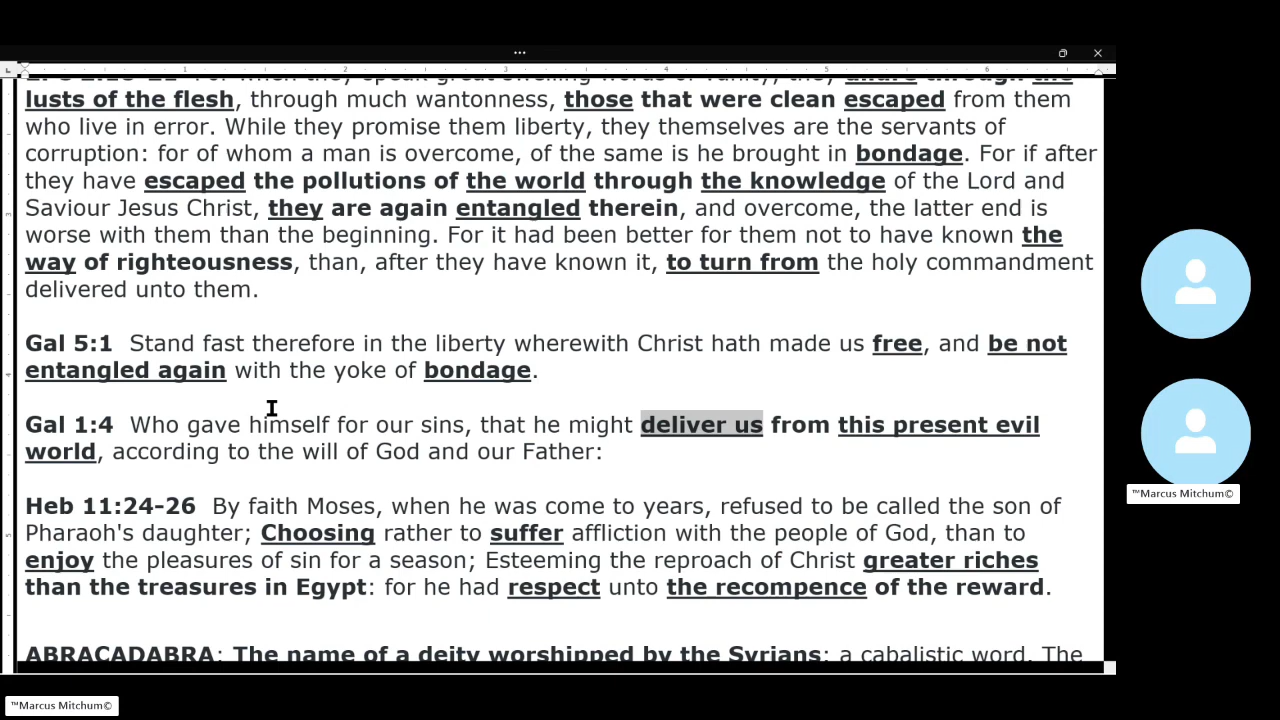 lusts of the flesh, through much wantonness, those that were clean escaped from them
who live in error. While they promise them liberty, they themselves are the servants of
corruption: for of whom a man is overcome, of the same is he brought in bondage. For if after
they have escaped the pollutions of the world through the knowledge of the Lord and
Saviour Jesus Christ, they are again entangled therein, and overcome, the latter end is
worse with them than the beginning. For it had been better for them not to have known the
way of righteousness, than, after they have known it, to turn from the holy commandment
delivered unto them.
Gal 5:1 Stand fast therefore in the liberty wherewith Christ hath made us free, and be not
entangled again with the yoke of bondage.
Gal 1:4 Who gave himself for our sins, that he might deliver us from this present evil
world, according to the will of God and our Father:
Heb 11:24-26 By faith Moses, when he was come to years, refused to be called the son of
Pharaoh's daughter; Choosing rather to suffer affliction with the people of God, than to
enjoy the pleasures of sin for a season; Esteeming the reproach of Christ greater riches
than the treasures in Egypt: for he had respect unto the recompence of the reward.
ABRACADABRA: The name of a deity worshipped by the Syrians: a cabalistic word. The
™Marcus Mitchum©
™Marcus Mitchum©